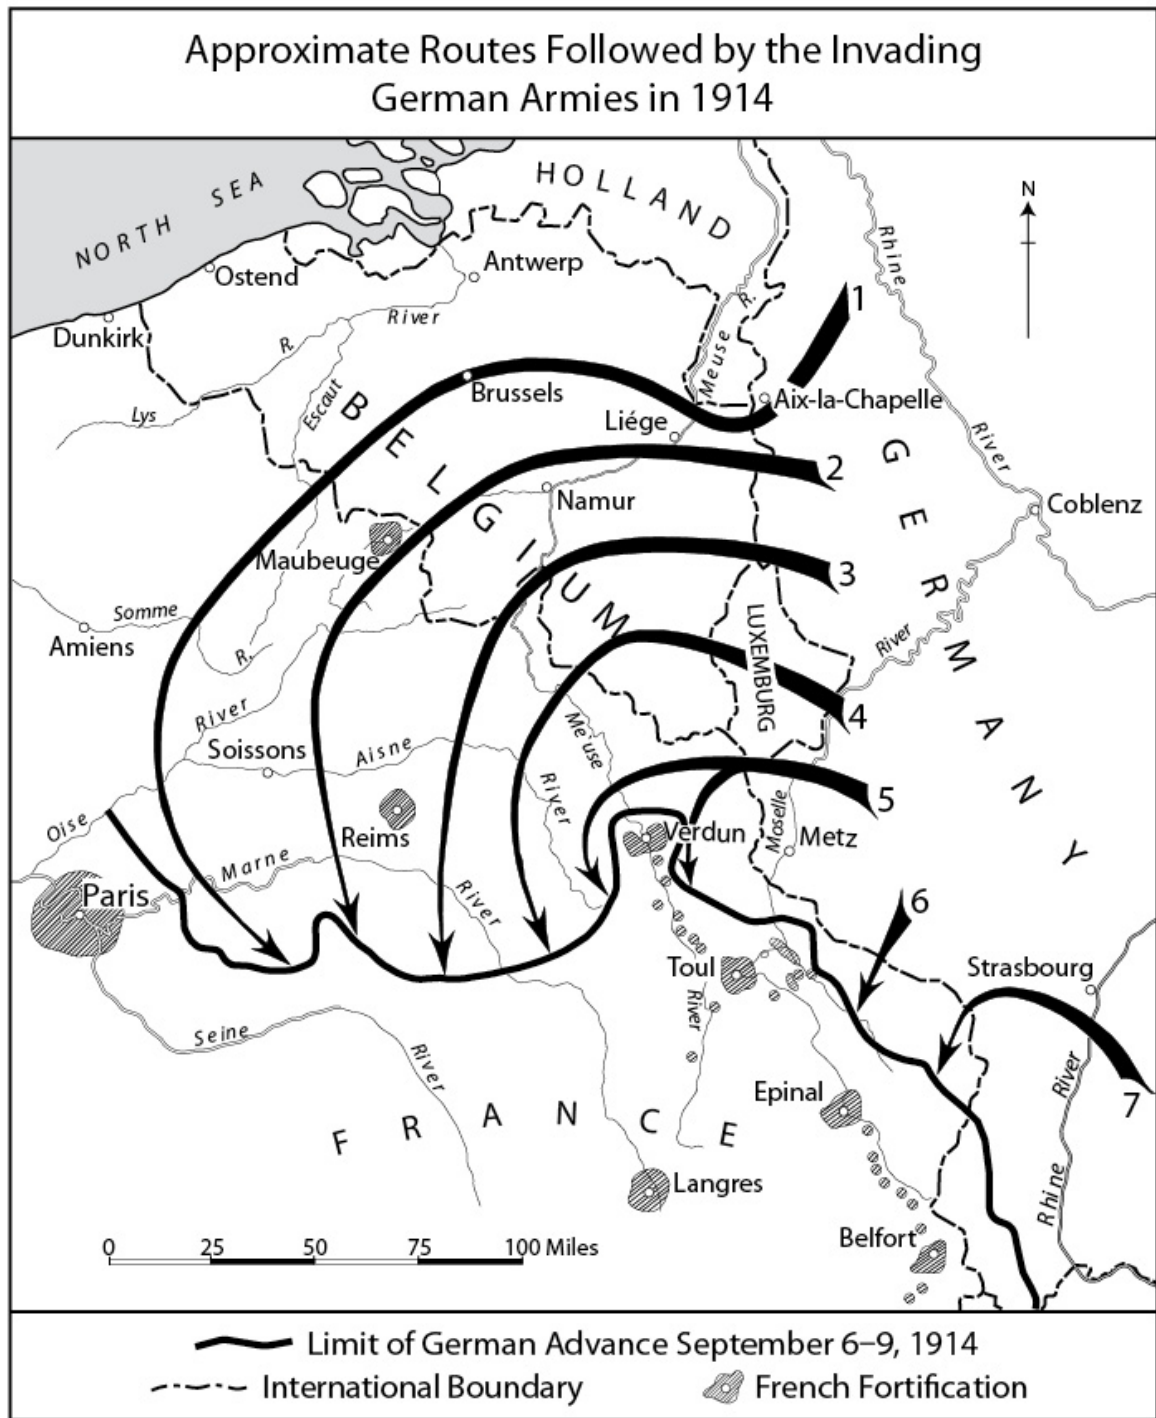 Approximate Routes Followed by the Invading
German Armies in 1914
NORTH SEA
HOLLAND
N
Rhine
Ostend
Antwerp
Dunkirk
R.
River
Meuse R.
1
Lys
Escaut
Brussels
Aix-la-Chapelle
River
BELGIUM
Liége
2
GERMANY
Namur
Coblenz
Maubeuge
3
Somme
Amiens
R.
LUXEMBURG
River
4
River
Me'use
Soissons
Aisne
River
5
Oise
Reims
Verdun
Moselle
Metz
Marne
River
Paris
6
Toul
Strasbourg
River
Seine
River
Epinal
River
7
FRANCE
Langres
Rhine
Belfort
0 25 50 75 100 Miles
Limit of German Advance September 6–9, 1914
International Boundary
French Fortification